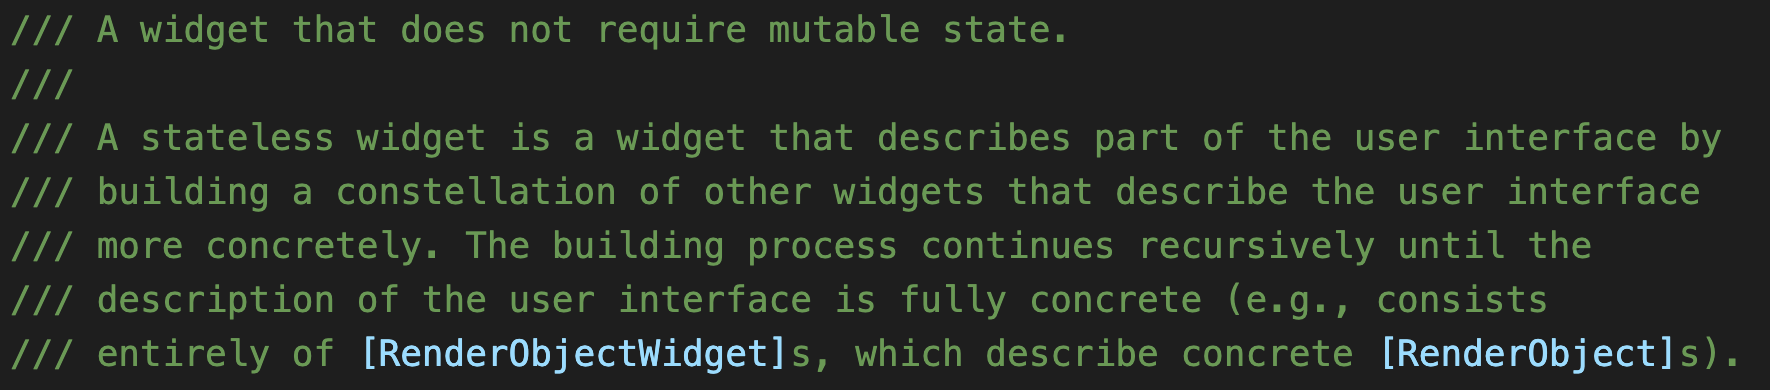 /// A widget that does not require mutable state.
///
/// A stateless widget is a widget that describes part of the user interface by
/// building a constellation of other widgets that describe the user interface
/// more concretely. The building process continues recursively until the
/// description of the user interface is fully concrete (e.g., consists
/// entirely of [RenderObjectWidget]s, which describe concrete [RenderObject]s).